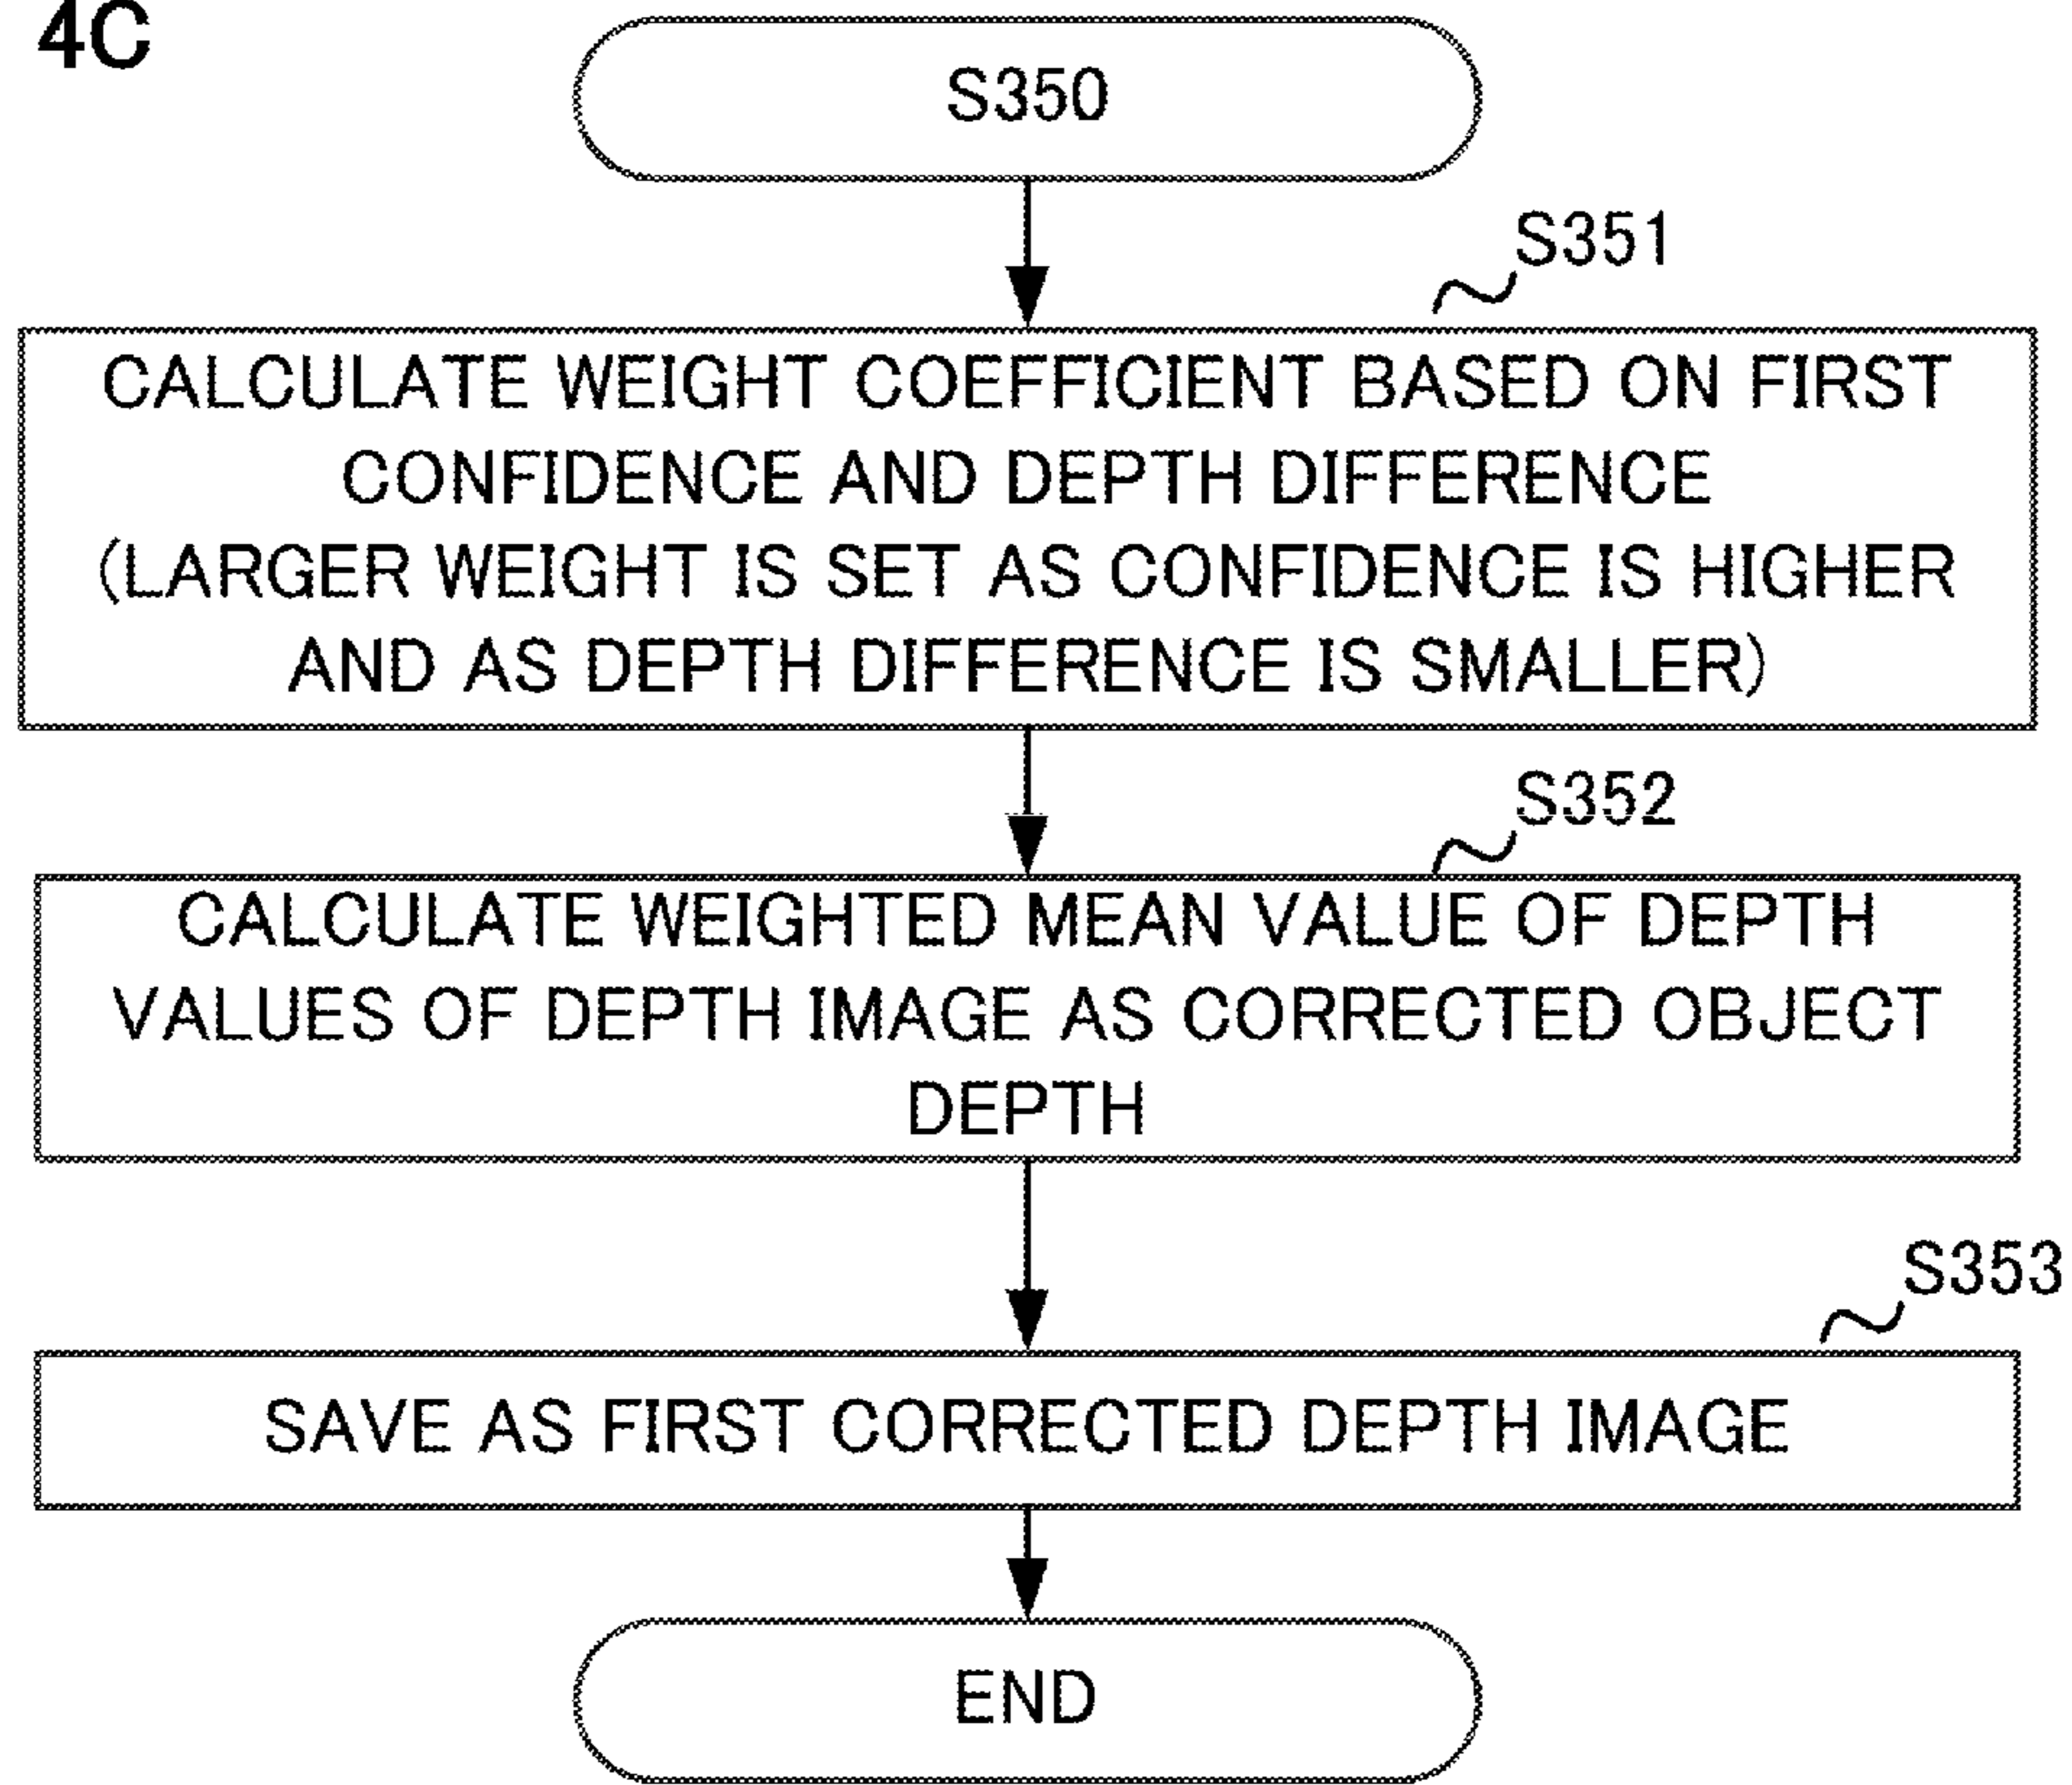 4C
S350
S351
CALCULATE WEIGHT COEFFICIENT BASED ON FIRST
CONFIDENCE AND DEPTH DIFFERENCE
(LARGER WEIGHT IS SET AS CONFIDENCE IS HIGHER
AND AS DEPTH DIFFERENCE IS SMALLER)
S352
CALCULATE WEIGHTED MEAN VALUE OF DEPTH
VALUES OF DEPTH IMAGE AS CORRECTED OBJECT
DEPTH
S353
SAVE AS FIRST CORRECTED DEPTH IMAGE
END